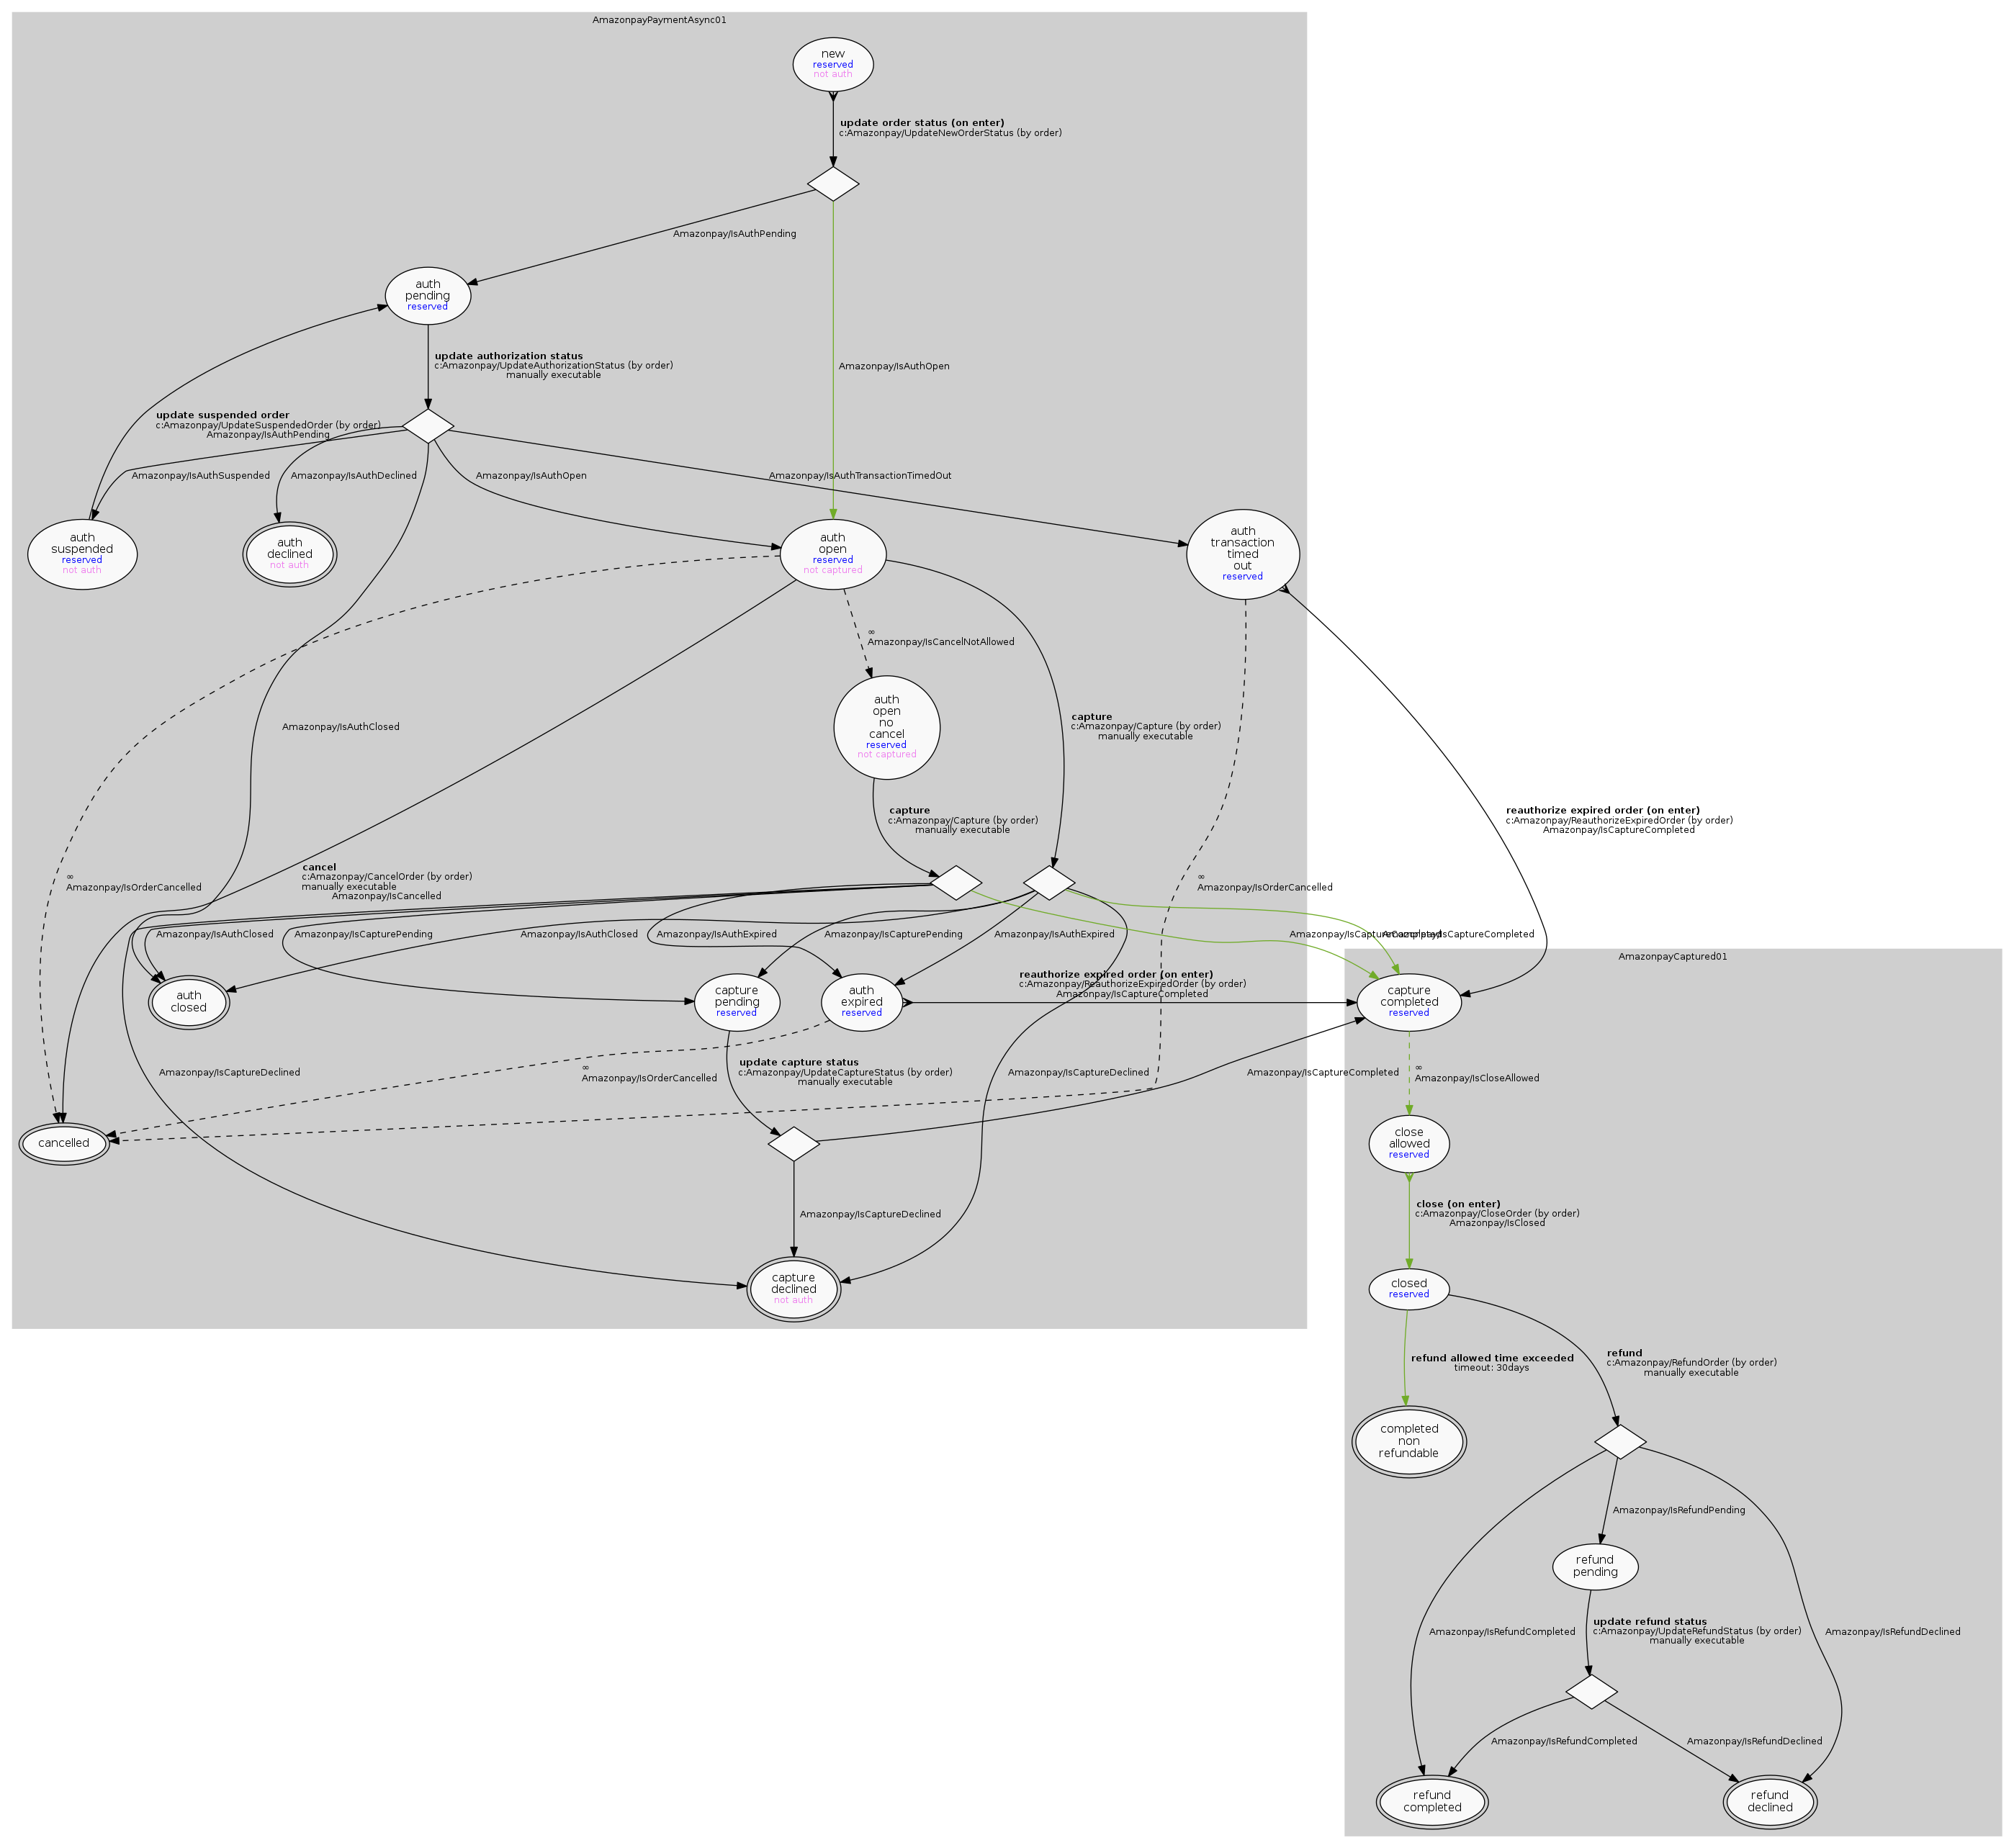 AmazonpayPaymentAsync01
new
reserved
not auth
update order status (on enter)
c:Amazonpay/UpdateNewOrderStatus (by order)
Amazonpay/IsAuthPending
auth
pending
reserved
update authorization status
c:Amazonpay/UpdateAuthorizationStatus (by order)
manually executable
Amazonpay/IsAuthOpen
update suspended order
c:Amazonpay/UpdateSuspendedOrder (by order)
Amazonpay/IsAuthPending
Amazonpay/IsAuthSuspended
Amazonpay/IsAuthDeclined
Amazonpay/IsAuthOpen
Amazonpay/IsAuthTransactionTimedOut
auth
suspended
reserved
not auth
auth
declined
not auth
auth
open
reserved
not captured
auth
transaction
timed
out
reserved
∞
Amazonpay/IsCancelNotAllowed
Amazonpay/IsAuthClosed
auth
open
no
cancel
reserved
not captured
capture
c:Amazonpay/Capture (by order)
manually executable
capture
c:Amazonpay/Capture (by order)
manually executable
reauthorize expired order (on enter)
c:Amazonpay/ReauthorizeExpiredOrder (by order)
Amazonpay/IsCaptureCompleted
∞
Amazonpay/IsOrderCancelled
cancel
c:Amazonpay/CancelOrder (by order)
manually executable
Amazonpay/IsCancelled
∞
Amazonpay/IsOrderCancelled
Amazonpay/IsAuthClosed
Amazonpay/IsCapturePending
Amazonpay/IsAuthClosed
Amazonpay/IsAuthExpired
Amazonpay/IsCapturePending
Amazonpay/IsAuthExpired
Amazonpay/IsCaptureCompleted
Amazonpay/IsCaptureCompleted
AmazonpayCaptured01
auth
closed
capture
pending
reserved
auth
expired
reserved
reauthorize expired order (on enter)
c:Amazonpay/ReauthorizeExpiredOrder (by order)
Amazonpay/IsCaptureCompleted
capture
completed
reserved
Amazonpay/IsCaptureDeclined
∞
Amazonpay/IsOrderCancelled
update capture status
c:Amazonpay/UpdateCaptureStatus (by order)
manually executable
Amazonpay/IsCaptureDeclined
Amazonpay/IsCaptureCompleted
∞
Amazonpay/IsCloseAllowed
cancelled
close
allowed
reserved
Amazonpay/IsCaptureDeclined
close (on enter)
c:Amazonpay/CloseOrder (by order)
Amazonpay/IsClosed
capture
declined
not auth
closed
reserved
refund allowed time exceeded
timeout: 30days
refund
c:Amazonpay/RefundOrder (by order)
manually executable
completed
non
refundable
Amazonpay/IsRefundPending
refund
pending
Amazonpay/IsRefundCompleted
update refund status
c:Amazonpay/UpdateRefundStatus (by order)
manually executable
Amazonpay/IsRefundDeclined
Amazonpay/IsRefundCompleted
Amazonpay/IsRefundDeclined
refund
completed
refund
declined